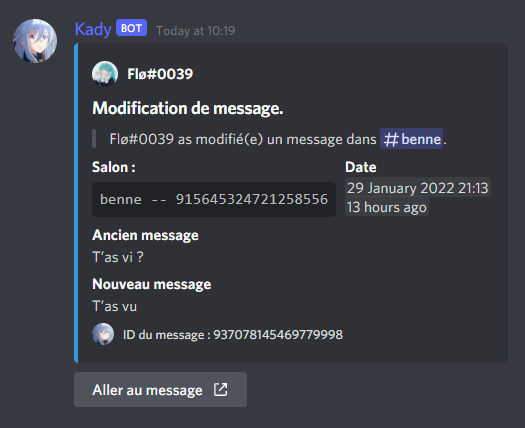 Kady BOT Today at 10:19
Flø#0039
Modification de message.
Flø#0039 as modifié(e) un message dans #benne.
Salon : Date
benne -- 915645324721258556 29 January 2022 21:13
13 hours ago
Ancien message
T'as vi ?
Nouveau message
T'as vu
ID du message : 937078145469779998
Aller au message